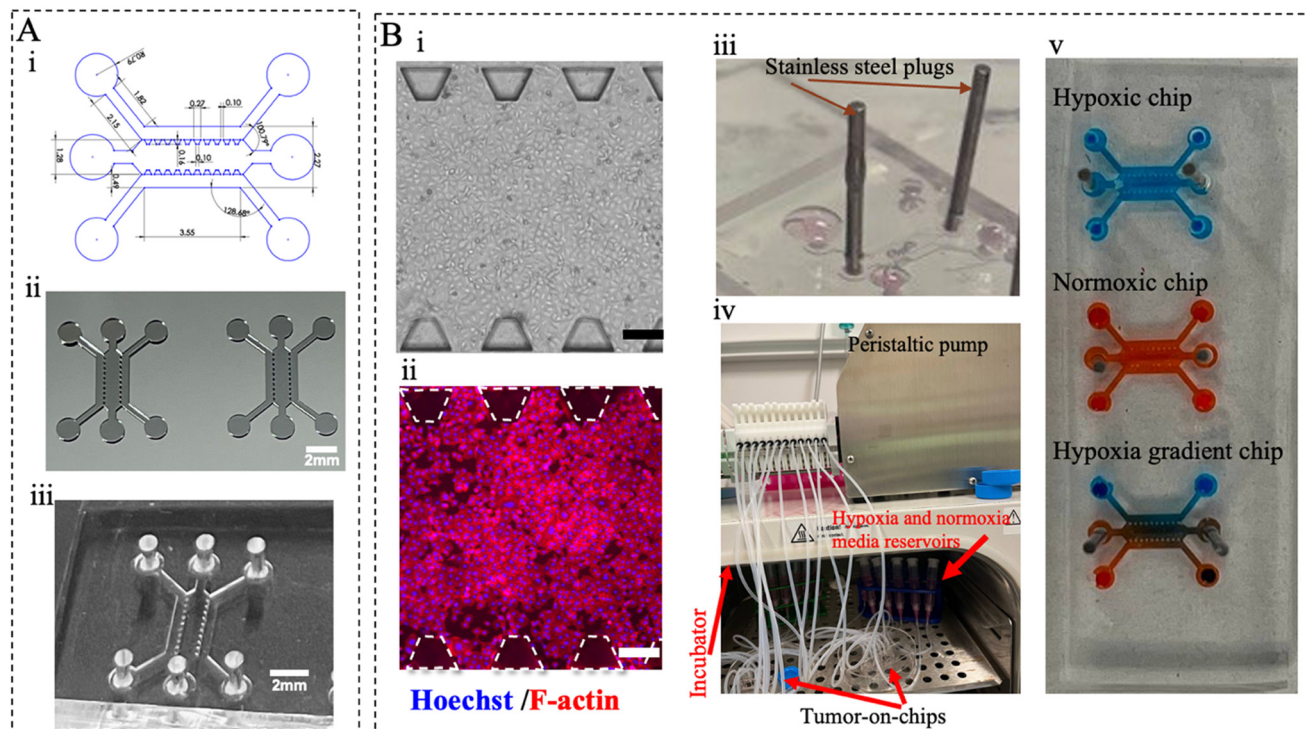 A
i
80.79
1.82
2.15
0.27
0.10
100.79°
1.28
0.16
0.10
2.27
0.49
128.68°
3.55
ii
2mm
iii
2mm
B
i
ii
Hoechst /F-actin
iii
Stainless steel plugs
iv
Peristaltic pump
Hypoxia and normoxia
media reservoirs
Incubator
Tumor-on-chips
v
Hypoxic chip
Normoxic chip
Hypoxia gradient chip